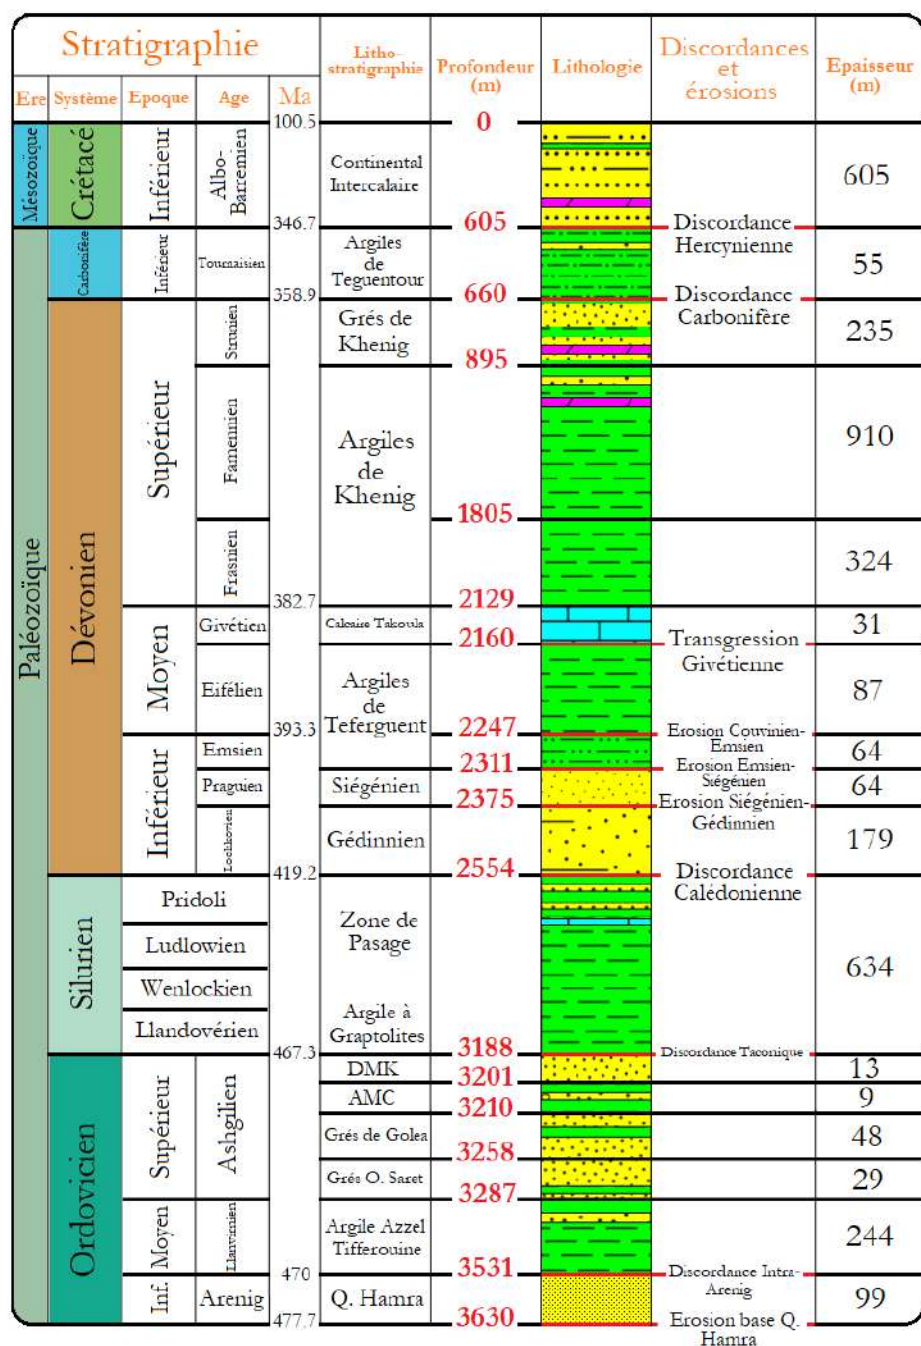 Stratigraphie
Litho-
stratigraphie
Profondeur
(m)
Lithologie
Discordances
et
érosions
Epaisseur
(m)
Ere
Système
Epoque
Age
Ma
100.5
0
Mésozoïque
Crétacé
Inférieur
Albo-
Barremien
Continental
Intercalaire
605
346.7
605
Discordance
Hercynienne
Paléozoïque
Carbonifère
Inférieur
Tournaisien
Argiles
de
Teguentour
55
358.9
660
Discordance
Carbonifère
Dévonien
Supérieur
Strunien
Grés de
Khenig
235
895
Famennien
Argiles
de
Khenig
910
1805
Frasnien
324
382.7
2129
Moyen
Givétien
Calcaire Takoula
31
2160
Transgression
Givétienne
Eifélien
Argiles
de
Teferguent
87
393.3
2247
Erosion Couvinien-
Emsien
Inférieur
Emsien
64
2311
Erosion Emsien-
Siégénien
Praguien
Siégénien
64
2375
Erosion Siégénien-
Gédinnien
Lochkovien
Gédinnien
179
419.2
2554
Discordance
Calédonienne
Silurien
Pridoli
Ludlowien
Wenlockien
Llandovérien
Zone de
Pasage
Argile à
Graptolites
634
467.3
3188
Discordance Taconique
Ordovicien
Supérieur
Ashgilien
DMK
13
3201
AMC
9
3210
Grés de Golea
48
3258
Grés O. Saret
29
3287
Moyen
Llanvirnien
Argile Azzel
Tifferouine
244
470
3531
Discordance Intra-
Arenig
Inf.
Arenig
Q. Hamra
99
477.7
3630
Erosion base Q.
Hamra